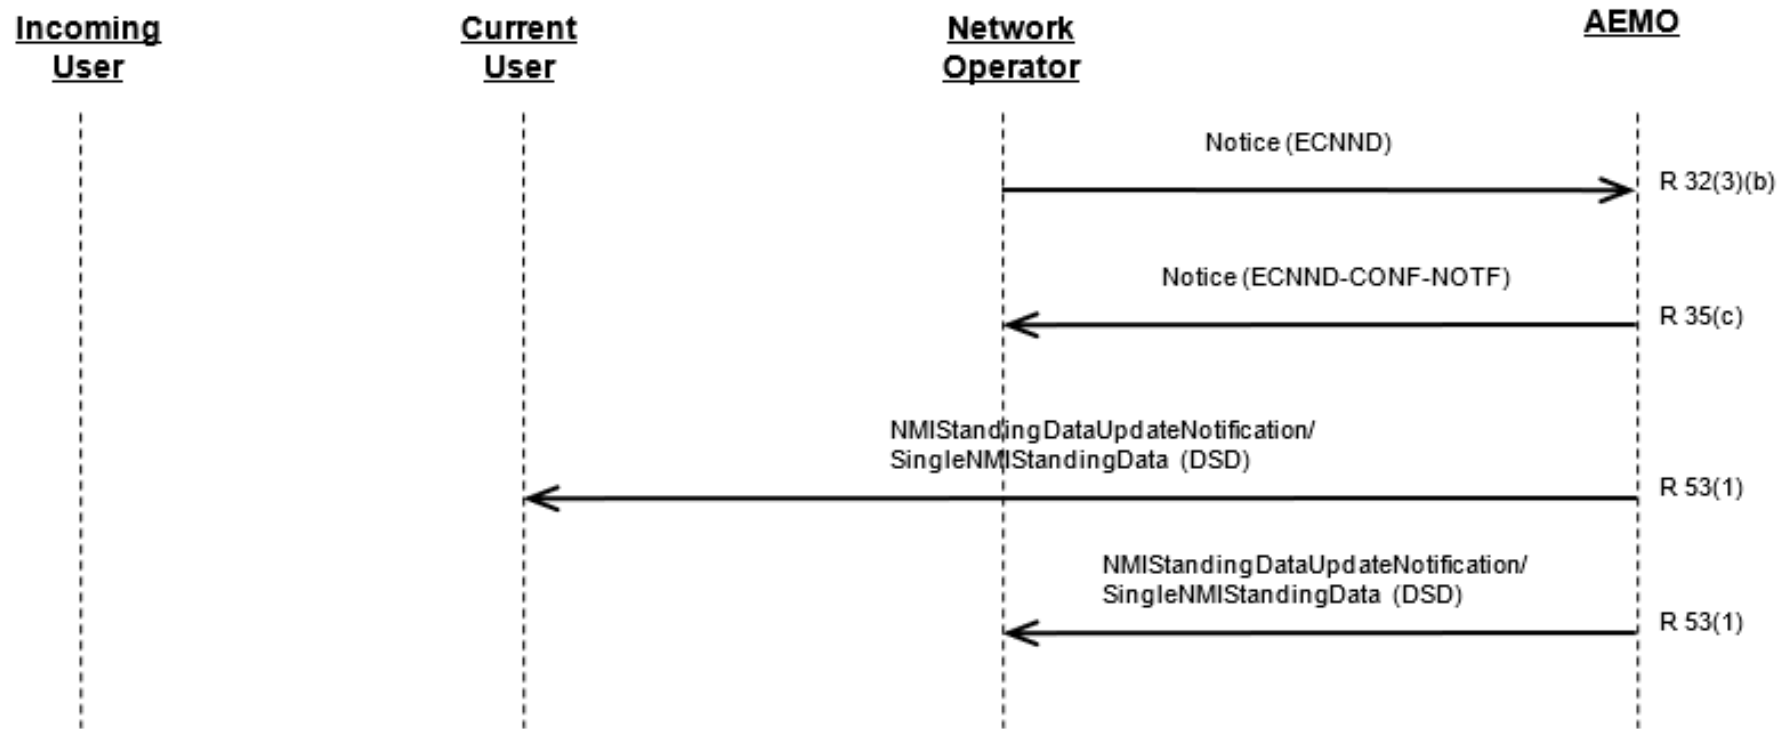 Incoming
User
Current
User
Network
Operator
AEMO
Notice (ECNND)
R 32(3)(b)
Notice (ECNND-CONF-NOTF)
R 35(c)
NMIStandingDataUpdateNotification/
SingleNMIStandingData (DSD)
R 53(1)
NMIStandingDataUpdateNotification/
SingleNMIStandingData (DSD)
R 53(1)